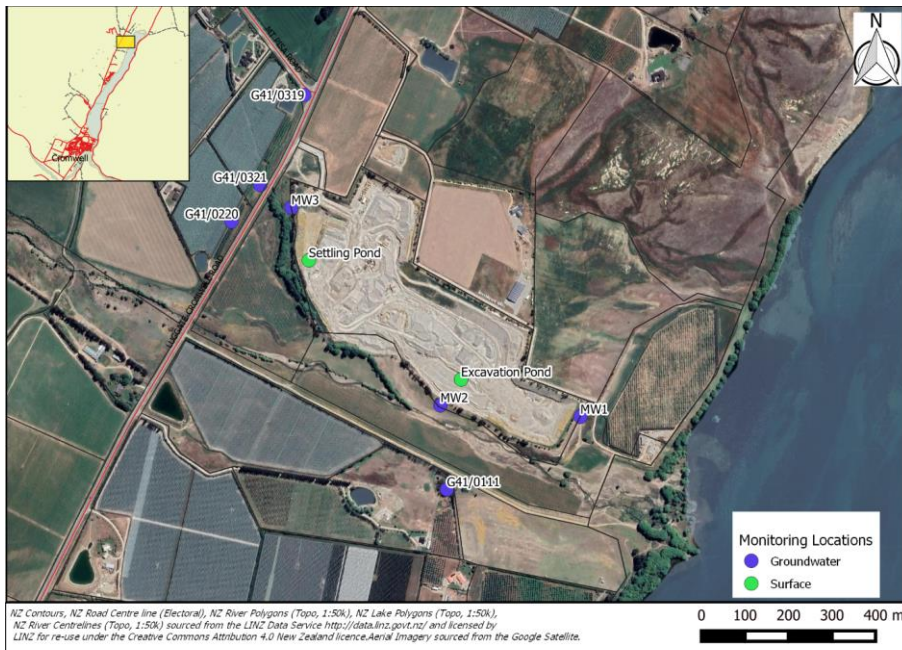 Cromwell
N
G41/0319
G41/0321
MW3
G41/0220
Settling Pond
Excavation Pond
MW2
MW1
G41/0111
Monitoring Locations
Groundwater
Surface
NZ Contours, NZ Road Centre line (Electoral), NZ River Polygons (Topo, 1:50k), NZ Lake Polygons (Topo, 1:50k),
NZ River Centrelines (Topo, 1:50k) sourced from the LINZ Data Service http://data.linz.govt.nz/ and licensed by
LINZ for re-use under the Creative Commons Attribution 4.0 New Zealand licence.Aerial Imagery sourced from the Google Satellite.
0 100 200 300 400 m